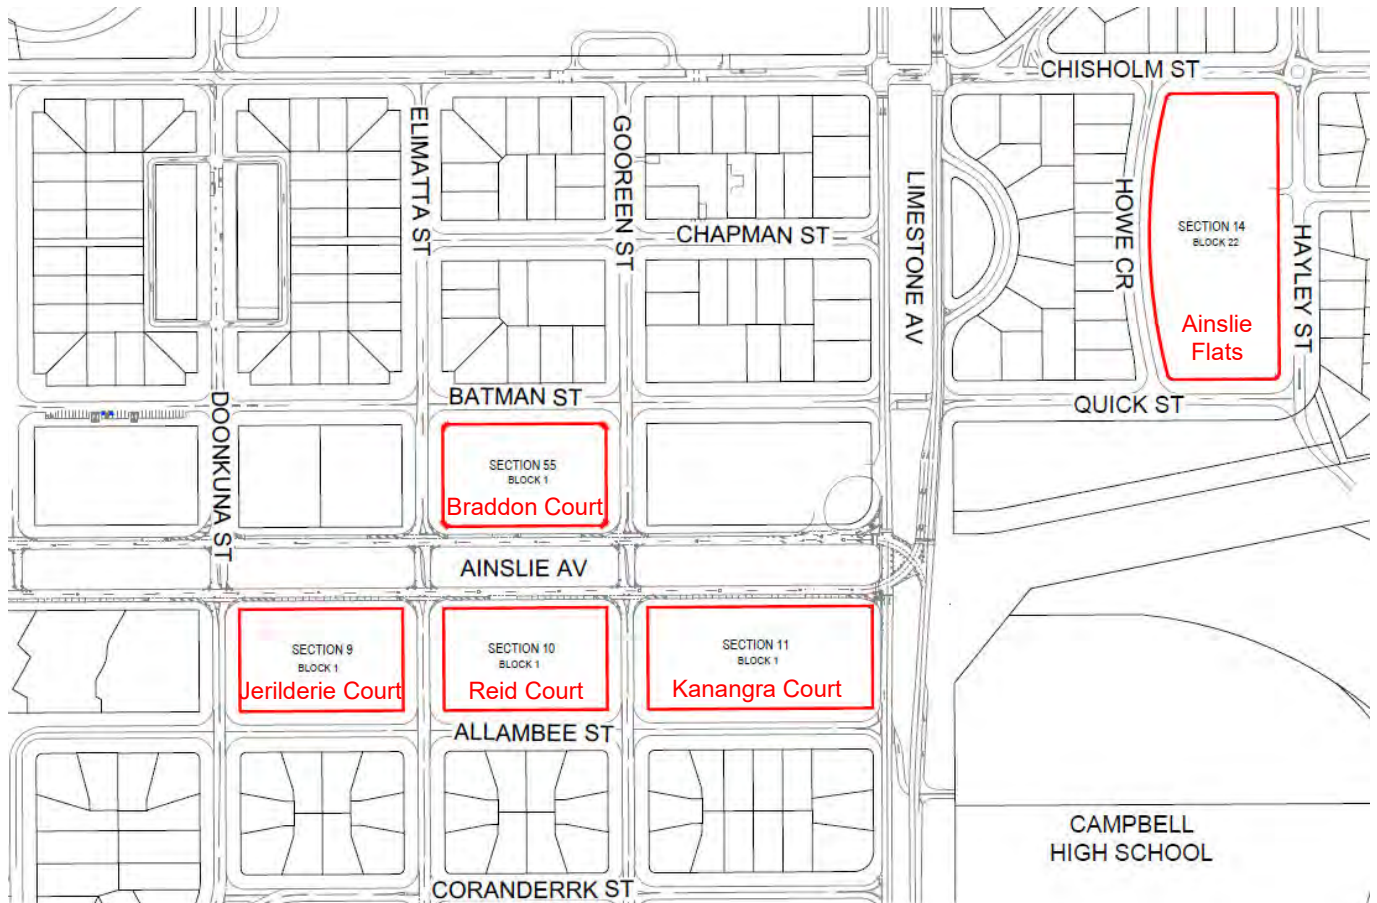 CHISHOLM ST
ELIMATTA ST
GOOREEN ST
LIMESTONE AV
HOWE CR
SECTION 14
BLOCK 22
HAYLEY ST
CHAPMAN ST
Ainslie
Flats
DOONKUNA ST
BATMAN ST
QUICK ST
SECTION 55
BLOCK 1
Braddon Court
AINSLIE AV
SECTION 9
BLOCK 1
Jerilderie Court
SECTION 10
BLOCK 1
Reid Court
SECTION 11
BLOCK 1
Kanangra Court
ALLAMBEE ST
CAMPBELL
HIGH SCHOOL
CORANDERRK ST